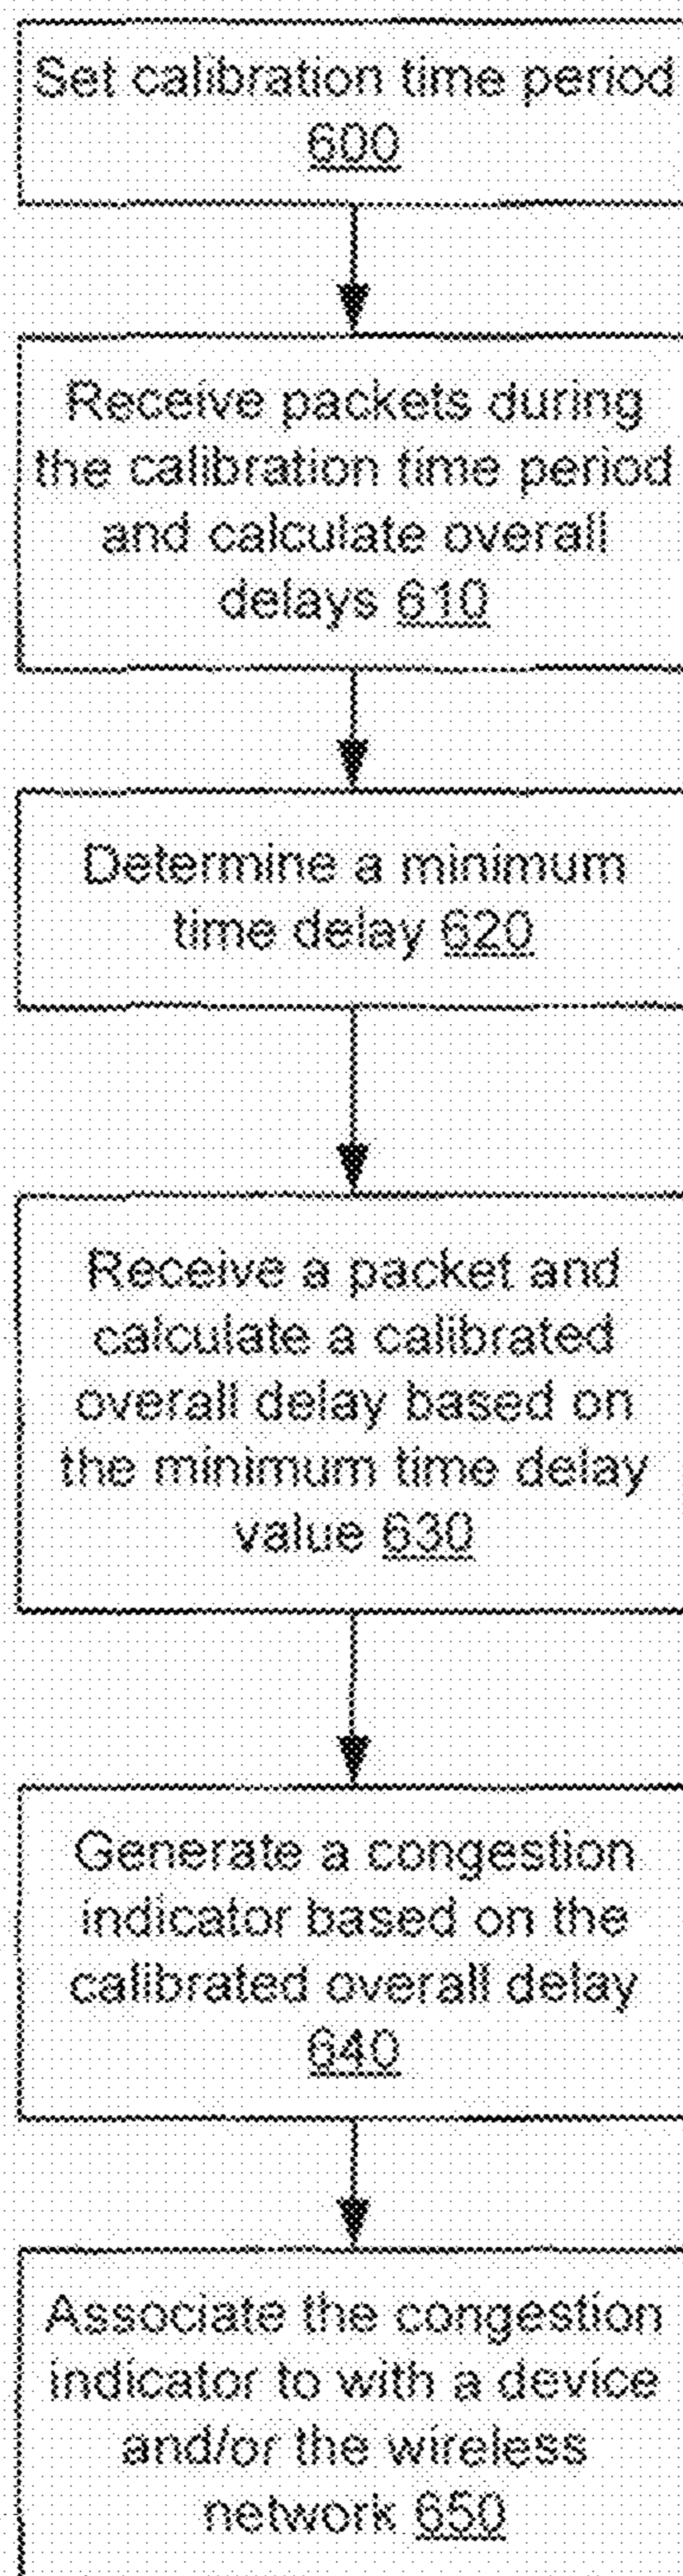 Set calibration time period
600
Receive packets during
the calibration time period
and calculate overall
delays 610
Determine a minimum
time delay 620
Receive a packet and
calculate a calibrated
overall delay based on
the minimum time delay
value 630
Generate a congestion
indicator based on the
calibrated overall delay
640
Associate the congestion
indicator to with a device
and/or the wireless
network 650